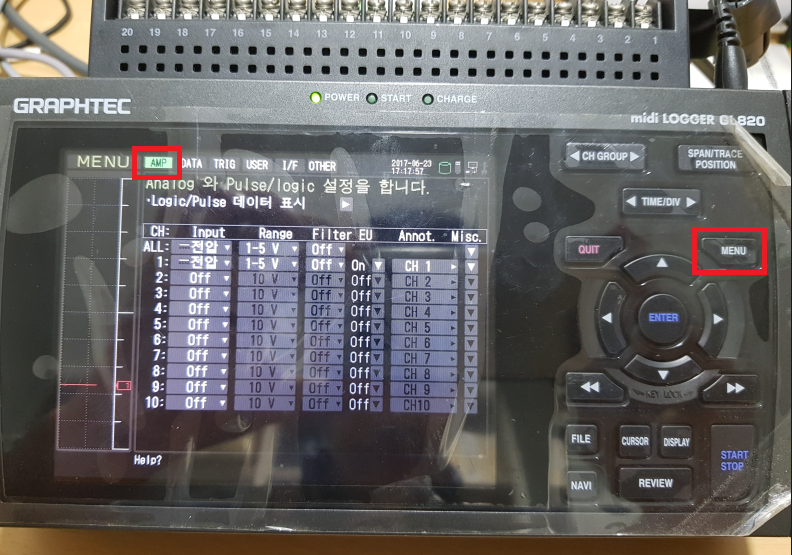 20 19 18 17 16 15 14 13 12 11 10 9 8 7 6 5 4 3 2 1
GRAPHTEC
POWER START CHARGE
midi LOGGER GL820
MENU AMP DATA TRIG USER I/F OTHER 2017-06-23
17:17:57
Analog 와 Pulse/logic 설정을 합니다.
·Logic/Pulse 데이터 표시
CH: Input Range Filter EU Annot. Misc.
ALL: 전압 1-5 V Off
1: 전압 1-5 V Off On CH 1
2: Off 10 V Off Off CH 2
3: Off 10 V Off Off CH 3
4: Off 10 V Off Off CH 4
5: Off 10 V Off Off CH 5
6: Off 10 V Off Off CH 6
7: Off 10 V Off Off CH 7
8: Off 10 V Off Off CH 8
9: Off 10 V Off Off CH 9
10: Off 10 V Off Off CH10
Help?
CH GROUP
SPAN/TRACE
POSITION
TIME/DIV
QUIT
MENU
ENTER
KEY LOCK
FILE
CURSOR
DISPLAY
START
STOP
NAVI
REVIEW